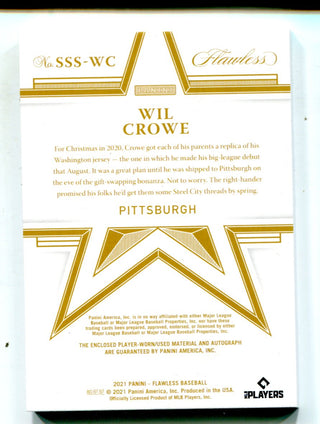 No. SSS-WC
Flawless
PANINI
WIL
CROWE
For Christmas in 2020, Crowe got each of his parents a replica of his
Washington jersey — the one in which he made his big-league debut
that August. It was a great plan until he was shipped to Pittsburgh
on the eve of the gift-swapping bonanza. Not to worry. The right-hander
promised his folks he'd get them some Steel City threads by spring.
PITTSBURGH
Panini America, Inc. is in no way affiliated with either Major League
Baseball or Major League Baseball Properties, Inc. nor have these
trading cards been prepared, approved, endorsed, or licensed by either
Major League Baseball or Major League Baseball Properties, Inc.
THE ENCLOSED PLAYER-WORN/USED MATERIAL AND AUTOGRAPH
ARE GUARANTEED BY PANINI AMERICA, INC.
2021 PANINI - FLAWLESS BASEBALL
© 2021 Panini America, Inc. Produced in the USA.
Officially Licensed Product of MLB Players, Inc.
PLAYERS